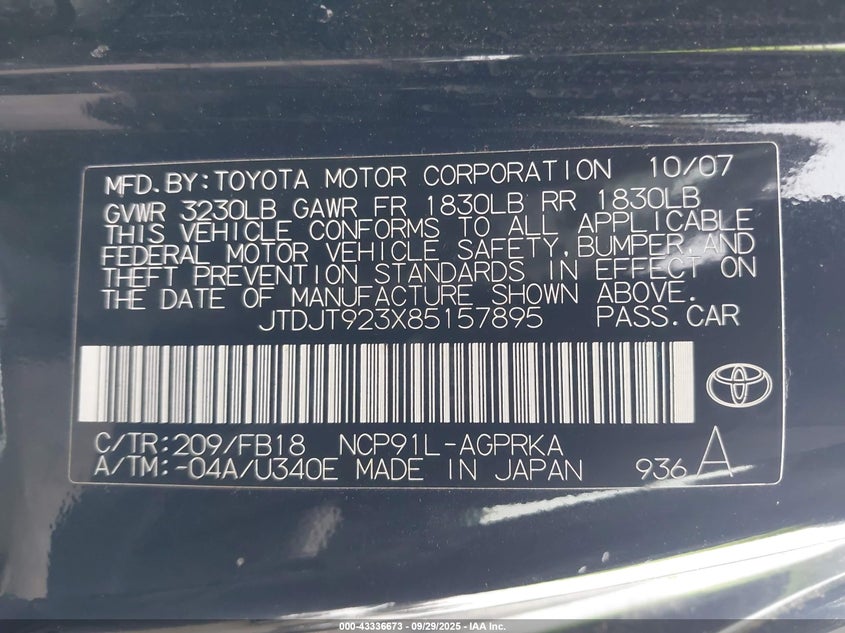 MFD.BY:TOYOTA MOTOR CORPORATION 10/07
GVWR 3230LB GAWR FR 1830LB RR 1830LB
THIS VEHICLE CONFORMS TO ALL APPLICABLE
FEDERAL MOTOR VEHICLE SAFETY,BUMPER,AND
THEFT PREVENTION STANDARDS IN EFFECT ON
THE DATE OF MANUFACTURE SHOWN ABOVE.
JTDJT923X85157895 PASS.CAR
C/TR:209/FB18 NCP91L-AGPRKA
A/TM:-04A/U340E MADE IN JAPAN 936 A
000-43336673 - 09/29/2025 - IAA Inc.